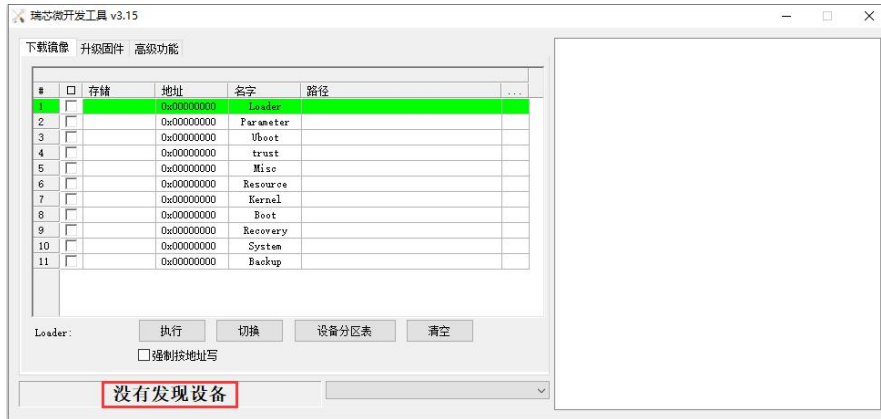 瑞芯微开发工具 v3.15
下载镜像 升级固件 高级功能
# 存储 地址 名字 路径 ...
1 0x00000000 Loader
2 0x00000000 Parameter
3 0x00000000 Uboot
4 0x00000000 trust
5 0x00000000 Misc
6 0x00000000 Resource
7 0x00000000 Kernel
8 0x00000000 Boot
9 0x00000000 Recovery
10 0x00000000 System
11 0x00000000 Backup
Loader: 执行 切换 设备分区表 清空
强制按地址写
没有发现设备